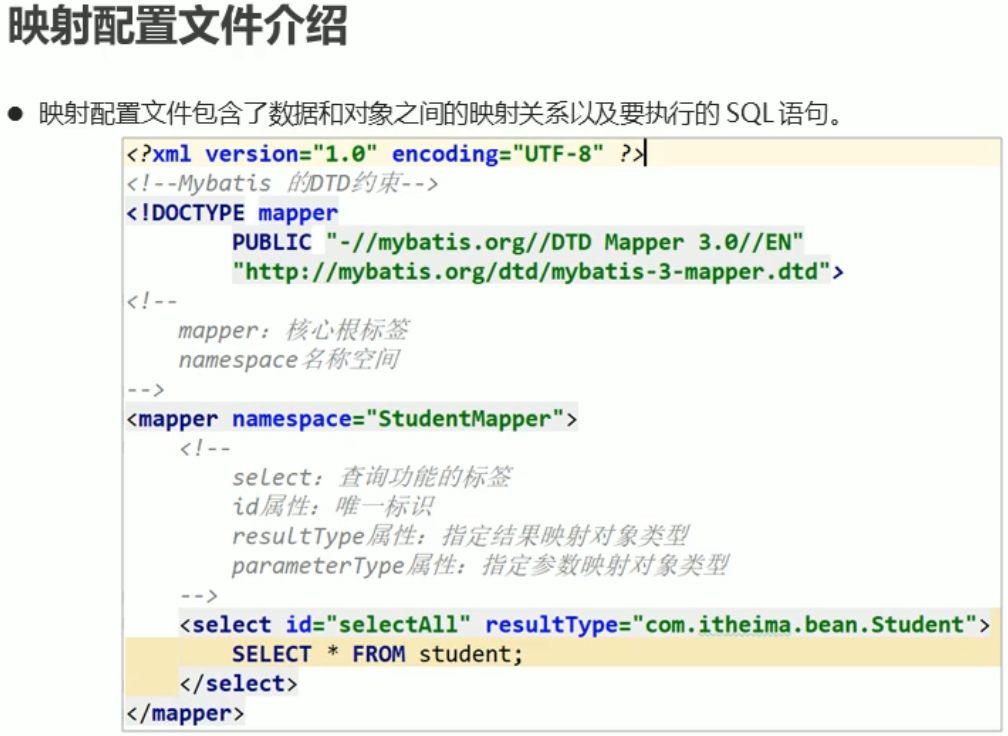 映射配置文件介绍
● 映射配置文件包含了数据和对象之间的映射关系以及要执行的 SQL 语句。
<?xml version="1.0" encoding="UTF-8" ?>
<!--Mybatis 的DTD约束-->
<!DOCTYPE mapper
PUBLIC "-//mybatis.org//DTD Mapper 3.0//EN"
"http://mybatis.org/dtd/mybatis-3-mapper.dtd">
<!--
mapper：核心根标签
namespace名称空间
-->
<mapper namespace="StudentMapper">
<!--
select：查询功能的标签
id属性：唯一标识
resultType属性：指定结果映射对象类型
parameterType属性：指定参数映射对象类型
-->
<select id="selectAll" resultType="com.itheima.bean.Student">
SELECT * FROM student;
</select>
</mapper>